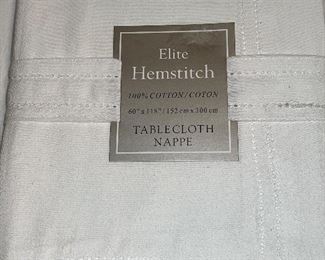 Elite
Hemstitch
100% COTTON/COTON
60" x 118"/152 cm x 300 cm
TABLECLOTH
NAPPE